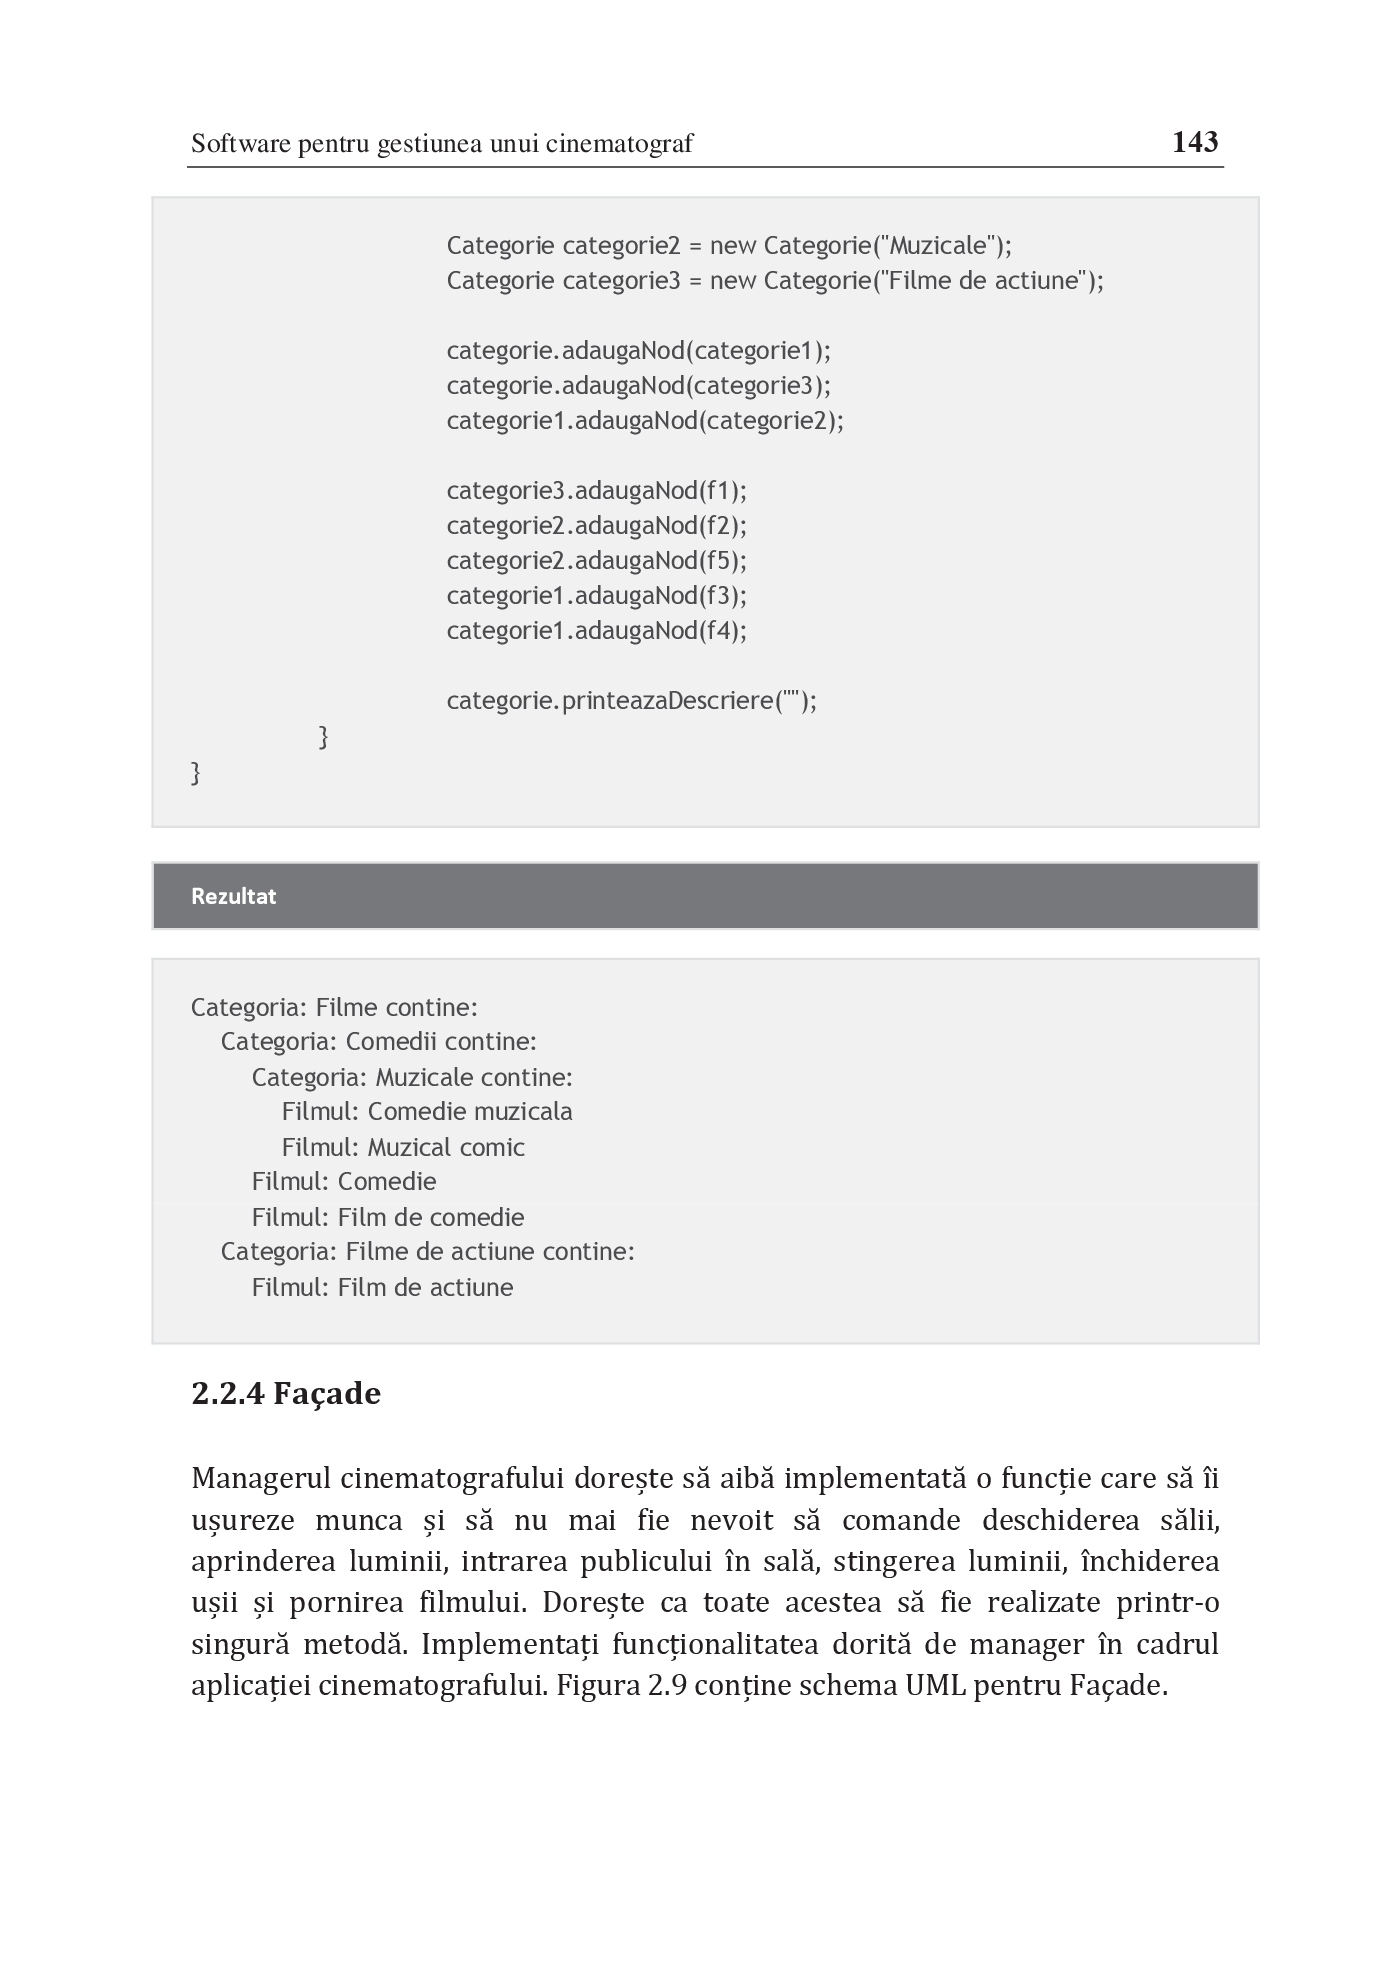 Software pentru gestiunea unui cinematograf 143
Categorie categorie2 = new Categorie("Muzicale");
Categorie categorie3 = new Categorie("Filme de actiune");
categorie.adaugaNod(categorie1);
categorie.adaugaNod(categorie3);
categorie1.adaugaNod(categorie2);
categorie3.adaugaNod(f1);
categorie2.adaugaNod(f2);
categorie2.adaugaNod(f5);
categorie1.adaugaNod(f3);
categorie1.adaugaNod(f4);
categorie.printeazaDescriere("");
}
}
Rezultat
Categoria: Filme contine:
Categoria: Comedii contine:
Categoria: Muzicale contine:
Filmul: Comedie muzicala
Filmul: Muzical comic
Filmul: Comedie
Filmul: Film de comedie
Categoria: Filme de actiune contine:
Filmul: Film de actiune
2.2.4 Façade
Managerul cinematografului dorește să aibă implementată o funcție care să îi
ușureze munca și să nu mai fie nevoit să comande deschiderea sălii,
aprinderea luminii, intrarea publicului în sală, stingerea luminii, închiderea
ușii și pornirea filmului. Dorește ca toate acestea să fie realizate printr-o
singură metodă. Implementați funcționalitatea dorită de manager în cadrul
aplicației cinematografului. Figura 2.9 conține schema UML pentru Façade.